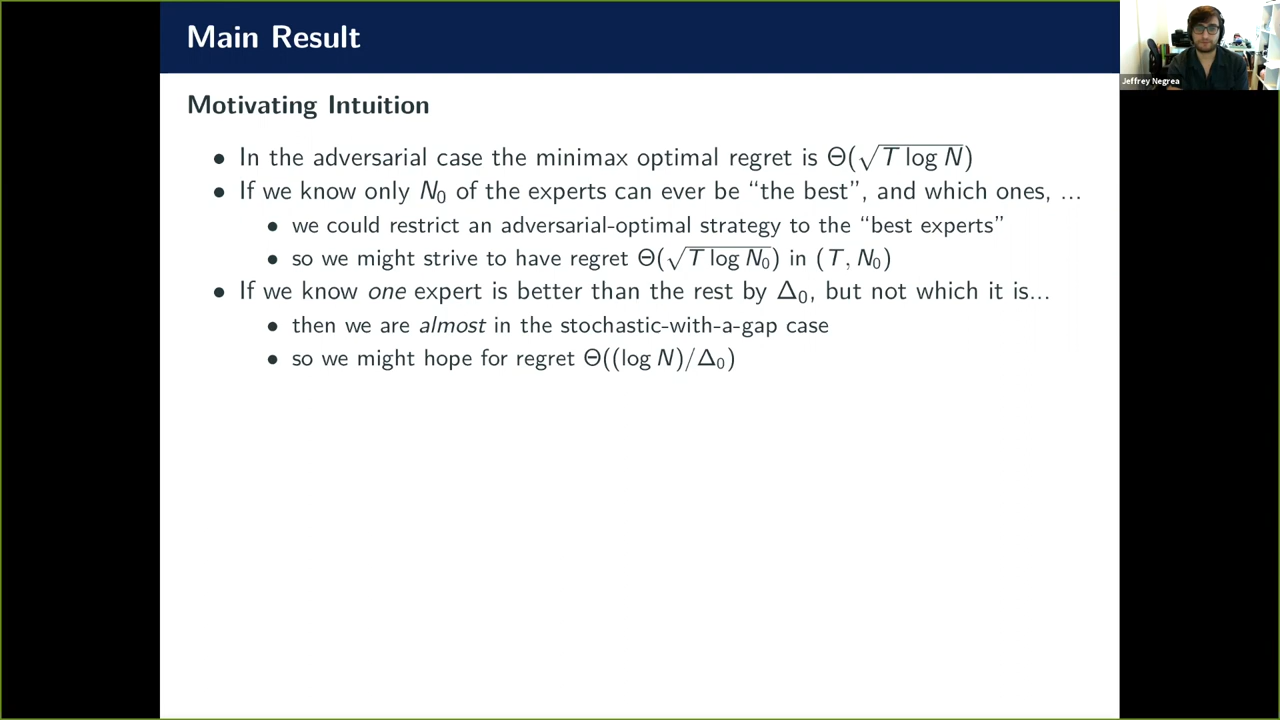 Main Result
Jeffrey Negrea
Motivating Intuition
• In the adversarial case the minimax optimal regret is Θ(√T log N)
• If we know only N₀ of the experts can ever be “the best”, and which ones, ...
• we could restrict an adversarial-optimal strategy to the “best experts”
• so we might strive to have regret Θ(√T log N₀) in (T, N₀)
• If we know one expert is better than the rest by Δ₀, but not which it is...
• then we are almost in the stochastic-with-a-gap case
• so we might hope for regret Θ((log N)/Δ₀)